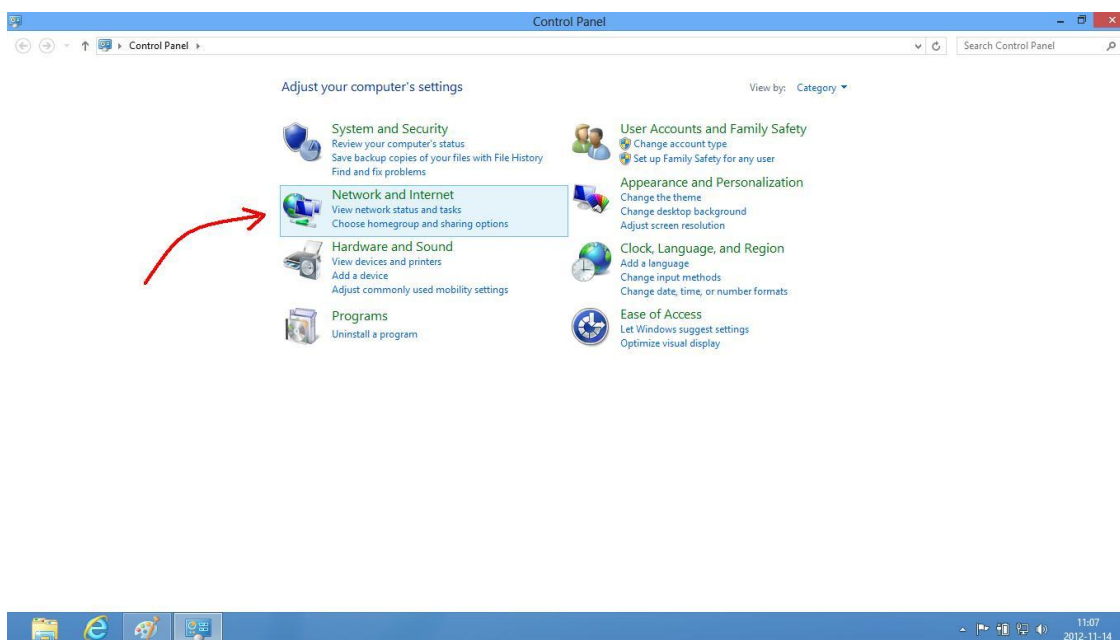 Control Panel
Control Panel
Search Control Panel
Adjust your computer's settings
View by: Category
System and Security
Review your computer's status
Save backup copies of your files with File History
Find and fix problems
Network and Internet
View network status and tasks
Choose homegroup and sharing options
Hardware and Sound
View devices and printers
Add a device
Adjust commonly used mobility settings
Programs
Uninstall a program
User Accounts and Family Safety
Change account type
Set up Family Safety for any user
Appearance and Personalization
Change the theme
Change desktop background
Adjust screen resolution
Clock, Language, and Region
Add a language
Change input methods
Change date, time, or number formats
Ease of Access
Let Windows suggest settings
Optimize visual display
11:07
2012-11-14